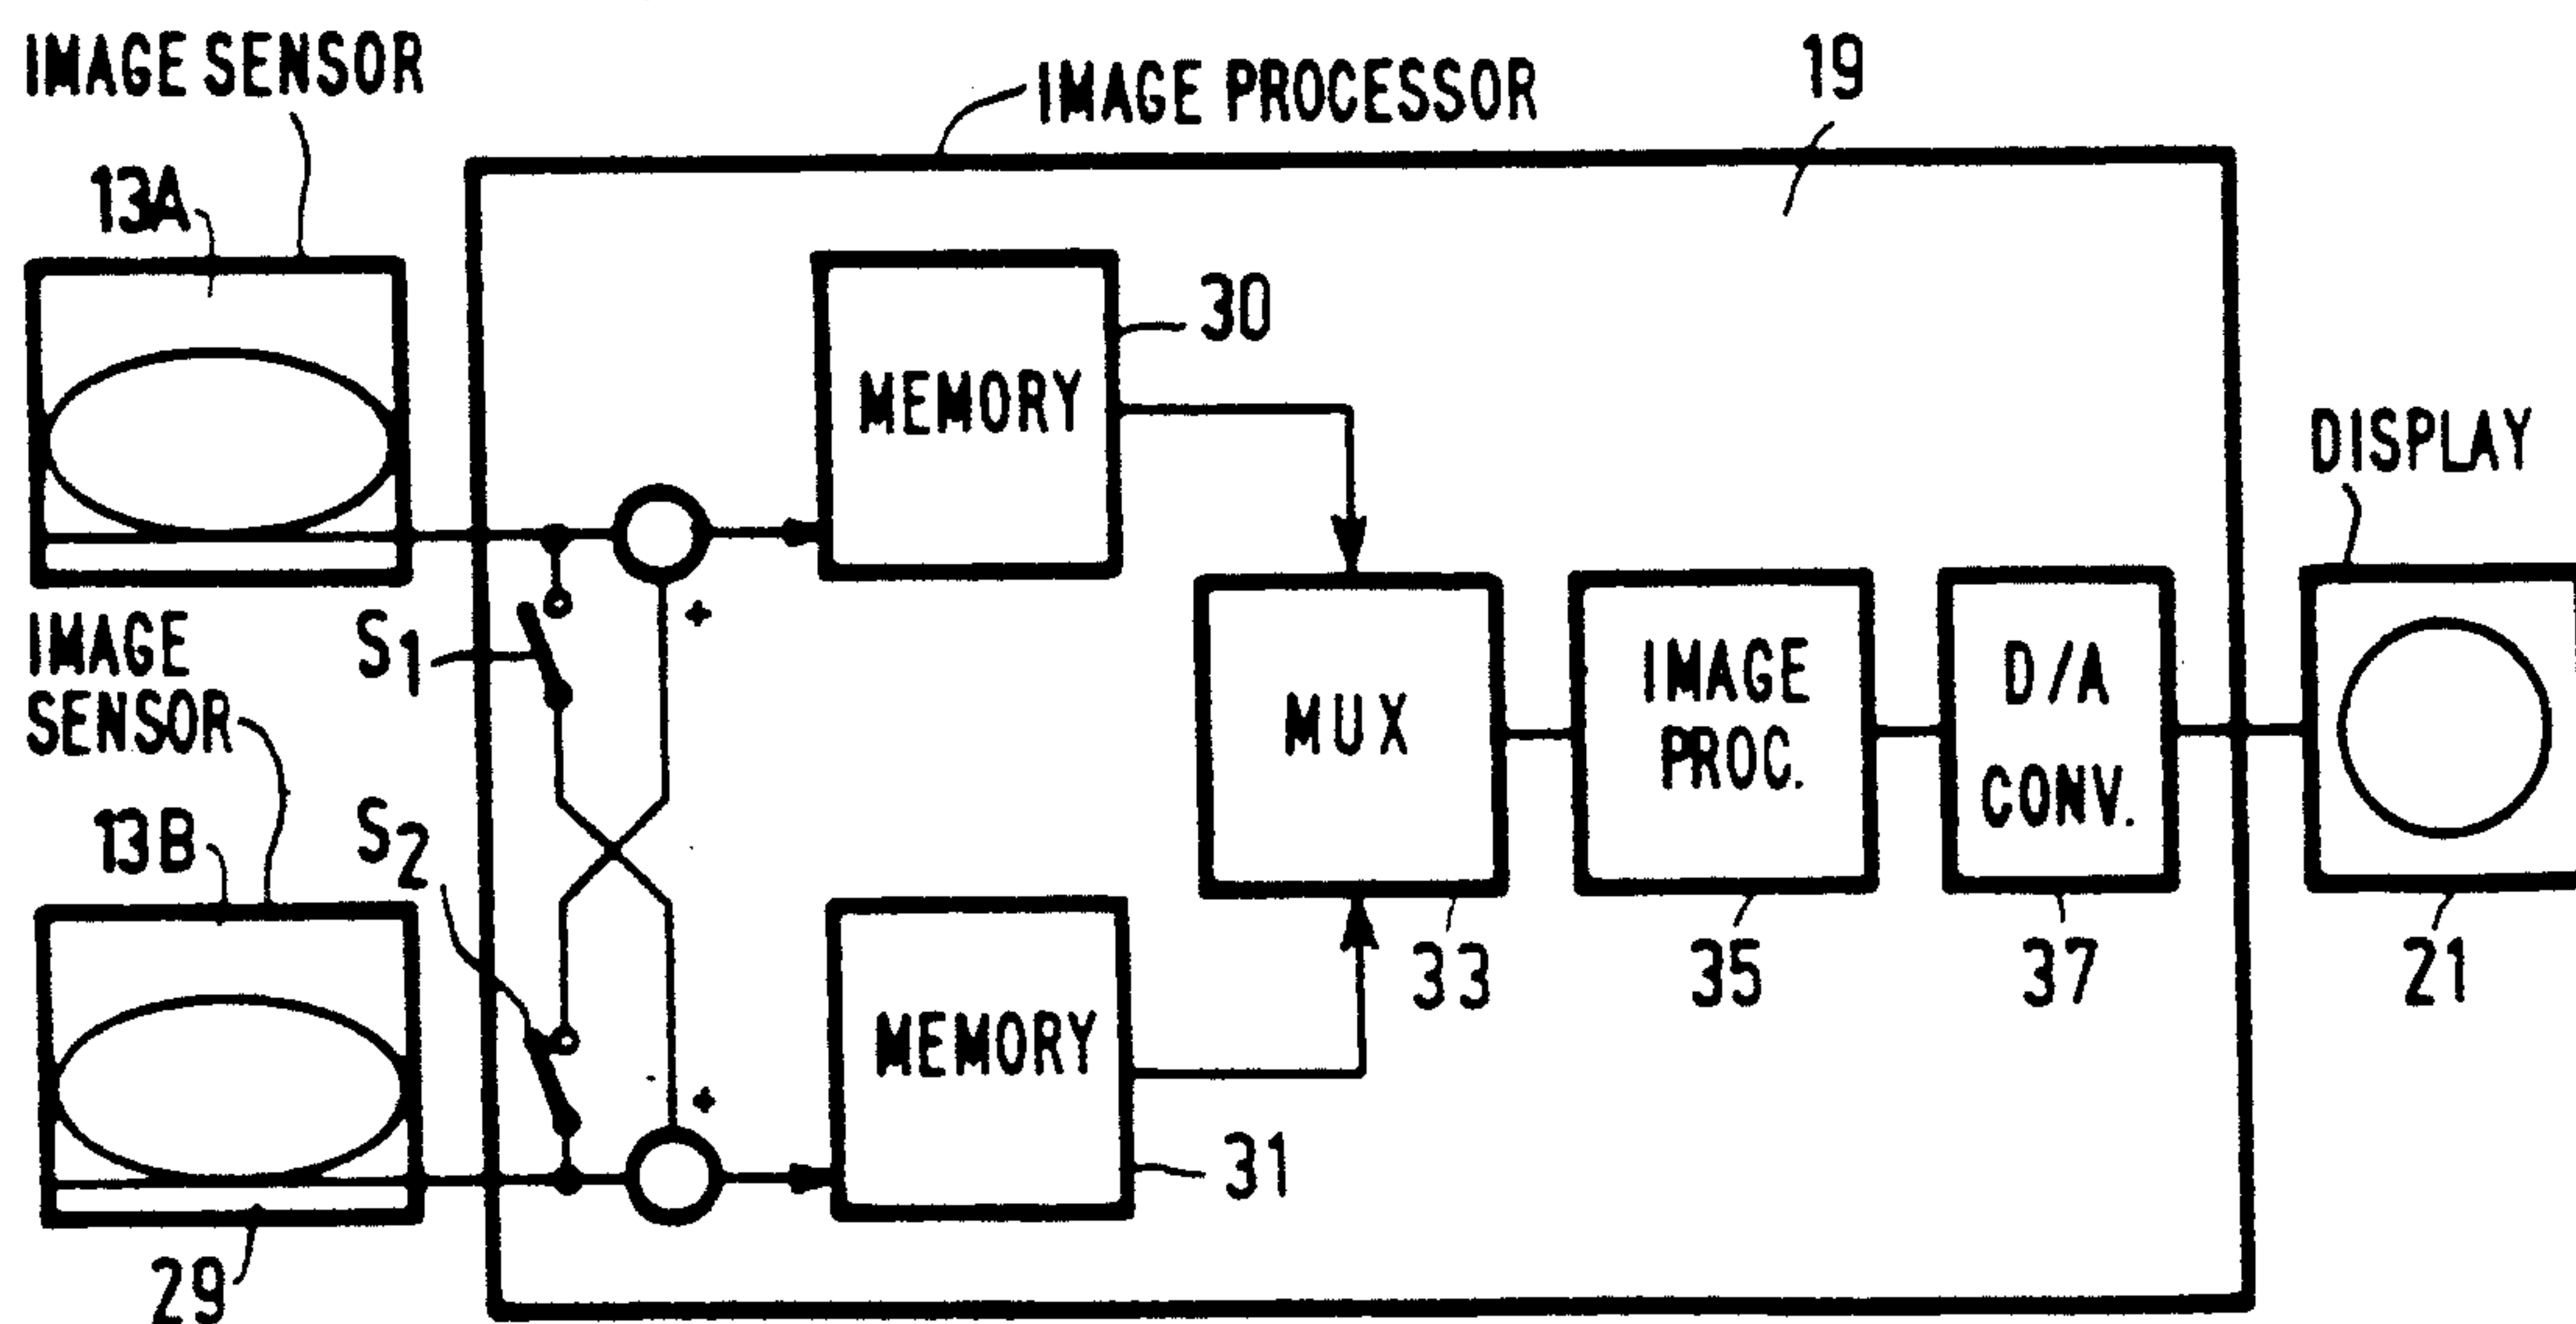 IMAGE SENSOR
IMAGE PROCESSOR
19
13A
30
MEMORY
DISPLAY
+
S1
IMAGE
SENSOR
IMAGE
PROC.
D/A
CONV.
MUX
13B
S2
33
35
37
21
MEMORY
+
31
29